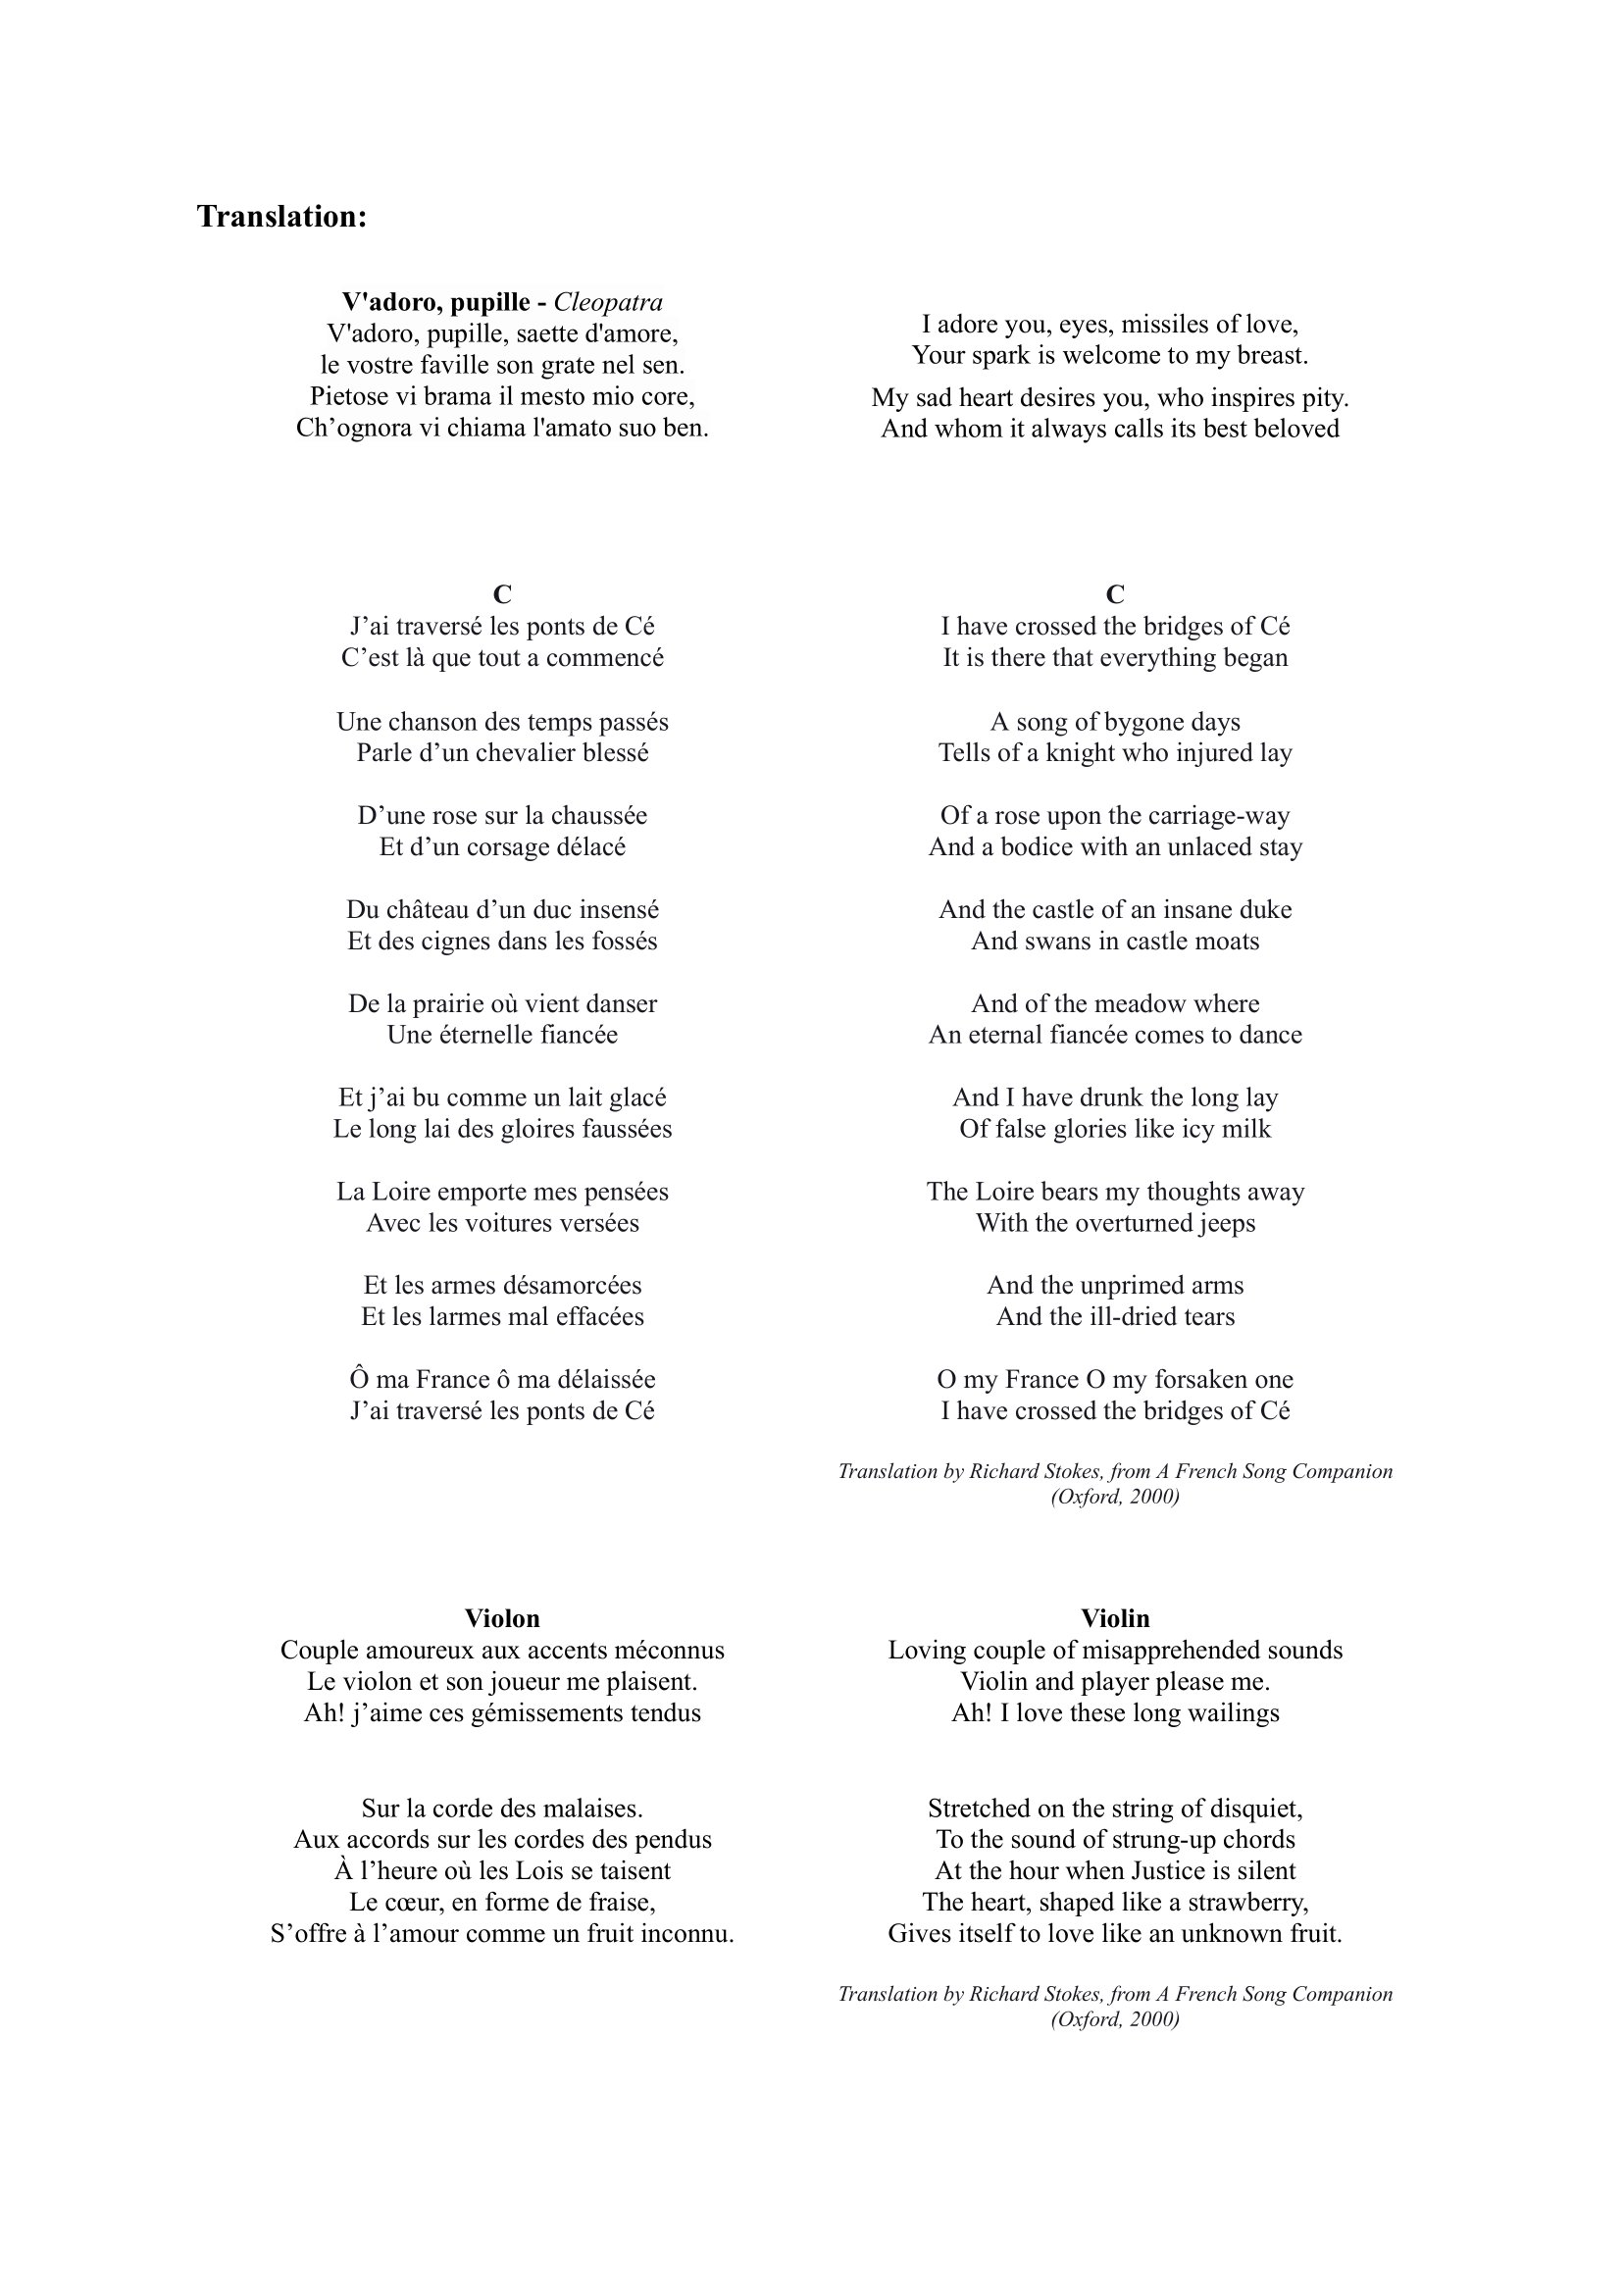 Translation:
V'adoro, pupille - Cleopatra
V'adoro, pupille, saette d'amore,
le vostre faville son grate nel sen.
Pietose vi brama il mesto mio core,
Ch’ognora vi chiama l'amato suo ben.
I adore you, eyes, missiles of love,
Your spark is welcome to my breast.
My sad heart desires you, who inspires pity.
And whom it always calls its best beloved
C
J’ai traversé les ponts de Cé
C’est là que tout a commencé
Une chanson des temps passés
Parle d’un chevalier blessé
D’une rose sur la chaussée
Et d’un corsage délacé
Du château d’un duc insensé
Et des cignes dans les fossés
De la prairie où vient danser
Une éternelle fiancée
Et j’ai bu comme un lait glacé
Le long lai des gloires faussées
La Loire emporte mes pensées
Avec les voitures versées
Et les armes désamorcées
Et les larmes mal effacées
Ô ma France ô ma délaissée
J’ai traversé les ponts de Cé
C
I have crossed the bridges of Cé
It is there that everything began
A song of bygone days
Tells of a knight who injured lay
Of a rose upon the carriage-way
And a bodice with an unlaced stay
And the castle of an insane duke
And swans in castle moats
And of the meadow where
An eternal fiancée comes to dance
And I have drunk the long lay
Of false glories like icy milk
The Loire bears my thoughts away
With the overturned jeeps
And the unprimed arms
And the ill-dried tears
O my France O my forsaken one
I have crossed the bridges of Cé
Translation by Richard Stokes, from A French Song Companion
(Oxford, 2000)
Violon
Couple amoureux aux accents méconnus
Le violon et son joueur me plaisent.
Ah! j’aime ces gémissements tendus
Sur la corde des malaises.
Aux accords sur les cordes des pendus
À l’heure où les Lois se taisent
Le cœur, en forme de fraise,
S’offre à l’amour comme un fruit inconnu.
Violin
Loving couple of misapprehended sounds
Violin and player please me.
Ah! I love these long wailings
Stretched on the string of disquiet,
To the sound of strung-up chords
At the hour when Justice is silent
The heart, shaped like a strawberry,
Gives itself to love like an unknown fruit.
Translation by Richard Stokes, from A French Song Companion
(Oxford, 2000)